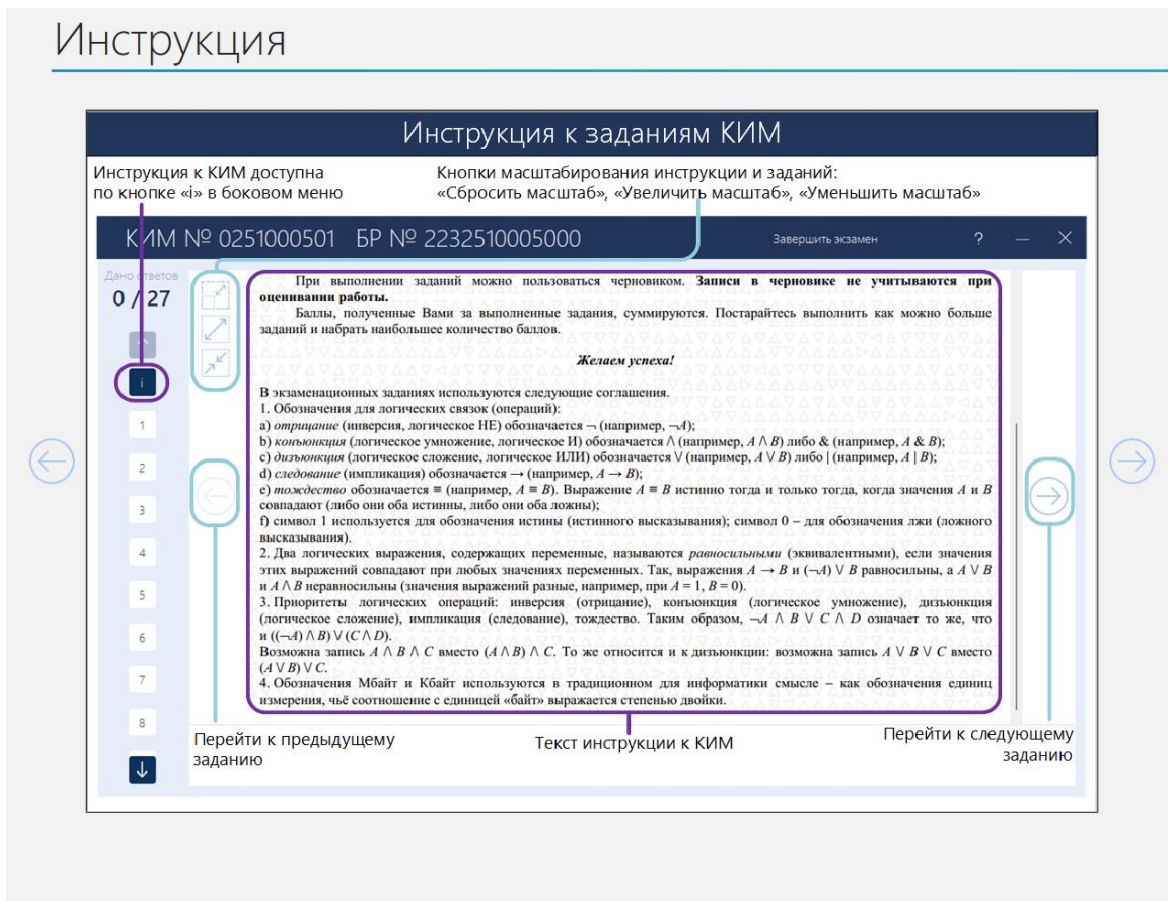 Инструкция
Инструкция к заданиям КИМ
Инструкция к КИМ доступна
по кнопке «i» в боковом меню
Кнопки масштабирования инструкции и заданий:
«Сбросить масштаб», «Увеличить масштаб», «Уменьшить масштаб»
КИМ № 0251000501 БР № 2232510005000
Завершить экзамен ?
Дано ответов
0 / 27
i
1
2
3
4
5
6
7
8
При выполнении заданий можно пользоваться черновиком. Записи в черновике не учитываются при
оценивании работы.
Баллы, полученные Вами за выполненные задания, суммируются. Постарайтесь выполнить как можно больше
заданий и набрать наибольшее количество баллов.
Желаем успеха!
В экзаменационных заданиях используются следующие соглашения.
1. Обозначения для логических связок (операций):
a) отрицание (инверсия, логическое НЕ) обозначается ¬ (например, ¬A);
b) конъюнкция (логическое умножение, логическое И) обозначается /\ (например, A /\ B) либо & (например, A & B);
c) дизъюнкция (логическое сложение, логическое ИЛИ) обозначается \/ (например, A \/ B) либо | (например, A | B);
d) следование (импликация) обозначается → (например, A → B);
e) тождество обозначается ≡ (например, A ≡ B). Выражение A ≡ B истинно тогда и только тогда, когда значения A и B
совпадают (либо они оба истинны, либо они оба ложны);
f) символ 1 используется для обозначения истины (истинного высказывания); символ 0 – для обозначения лжи (ложного
высказывания).
2. Два логических выражения, содержащих переменные, называются равносильными (эквивалентными), если значения
этих выражений совпадают при любых значениях переменных. Так, выражения A → B и (¬A) \/ B равносильны, а A \/ B
и A /\ B неравносильны (значения выражений разные, например, при A = 1, B = 0).
3. Приоритеты логических операций: инверсия (отрицание), конъюнкция (логическое умножение), дизъюнкция
(логическое сложение), импликация (следование), тождество. Таким образом, ¬A /\ B \/ C /\ D означает то же, что
и ((¬A) /\ B) \/ (C /\ D).
Возможна запись A /\ B /\ C вместо (A /\ B) /\ C. То же относится и к дизъюнкции: возможна запись A \/ B \/ C вместо
(A \/ B) \/ C.
4. Обозначения Мбайт и Кбайт используются в традиционном для информатики смысле – как обозначения единиц
измерения, чьё соотношение с единицей «байт» выражается степенью двойки.
Перейти к предыдущему
заданию
Текст инструкции к КИМ
Перейти к следующему
заданию